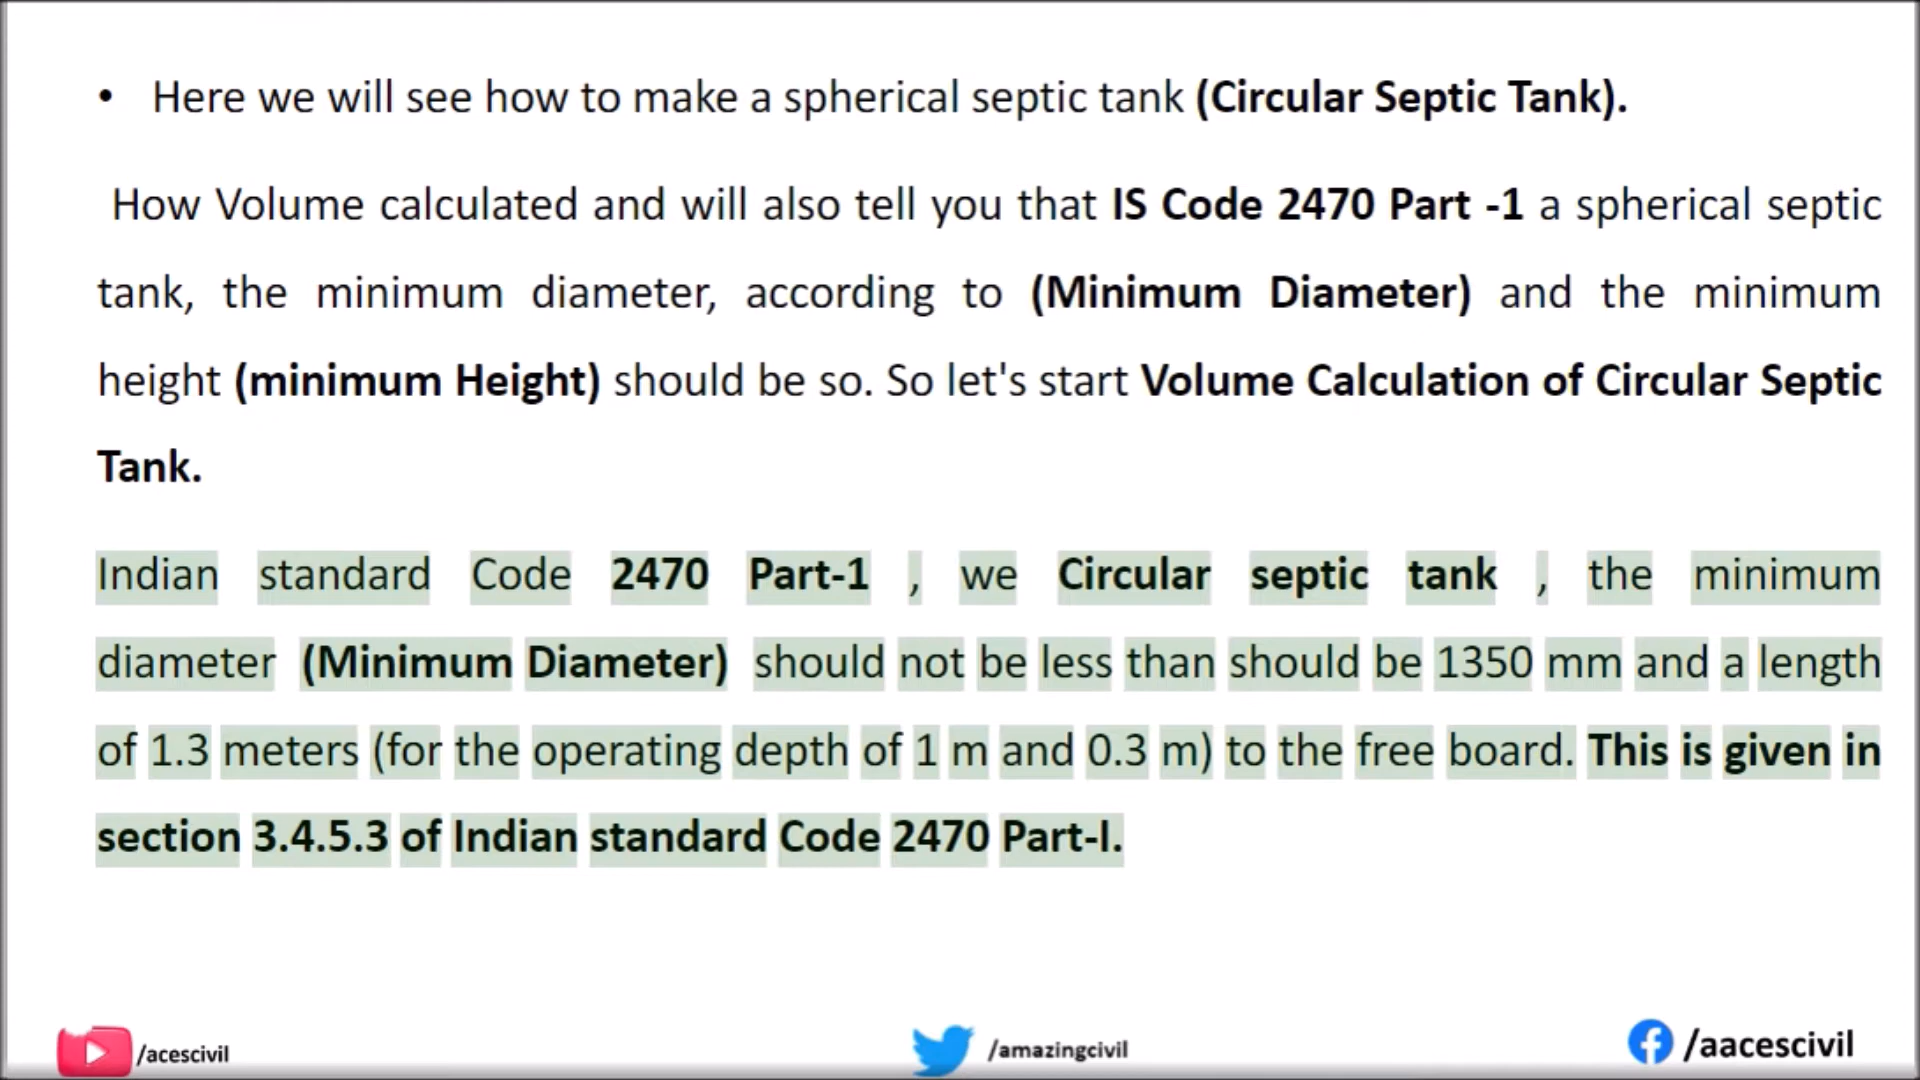 • Here we will see how to make a spherical septic tank (Circular Septic Tank).
How Volume calculated and will also tell you that IS Code 2470 Part -1 a spherical septic
tank, the minimum diameter, according to (Minimum Diameter) and the minimum
height (minimum Height) should be so. So let's start Volume Calculation of Circular Septic
Tank.
Indian standard Code 2470 Part-1 , we Circular septic tank , the minimum
diameter (Minimum Diameter) should not be less than should be 1350 mm and a length
of 1.3 meters (for the operating depth of 1 m and 0.3 m) to the free board. This is given in
section 3.4.5.3 of Indian standard Code 2470 Part-I.
/acescivil
/amazingcivil
/aacescivil